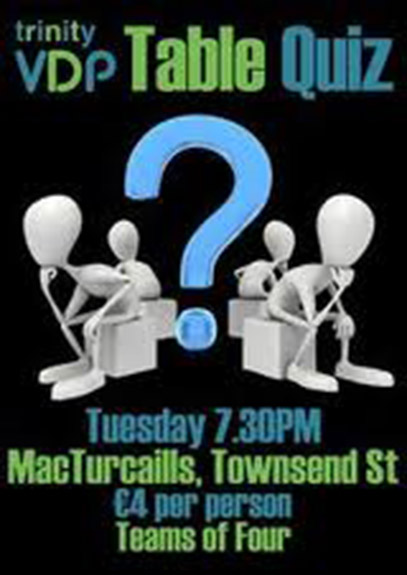 trinity
VDP Table Quiz
?
Tuesday 7.30PM
MacTurcaills, Townsend St
€4 per person
Teams of Four